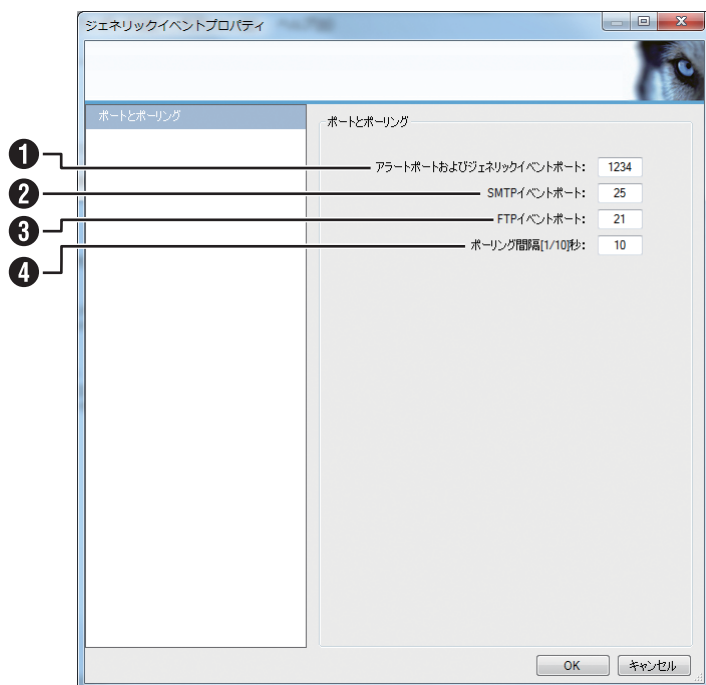 ジェネリックイベントプロパティ
ポートとポーリング
ポートとポーリング
❶
アラートポートおよびジェネリックイベントポート: 1234
❷
SMTPイベントポート: 25
❸
FTPイベントポート: 21
❹
ポーリング間隔[1/10]秒: 10
OK
キャンセル